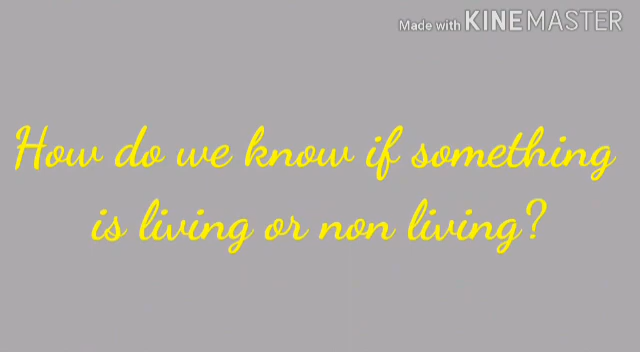 Made with KINEMASTER
How do we know if something
is living or non living?